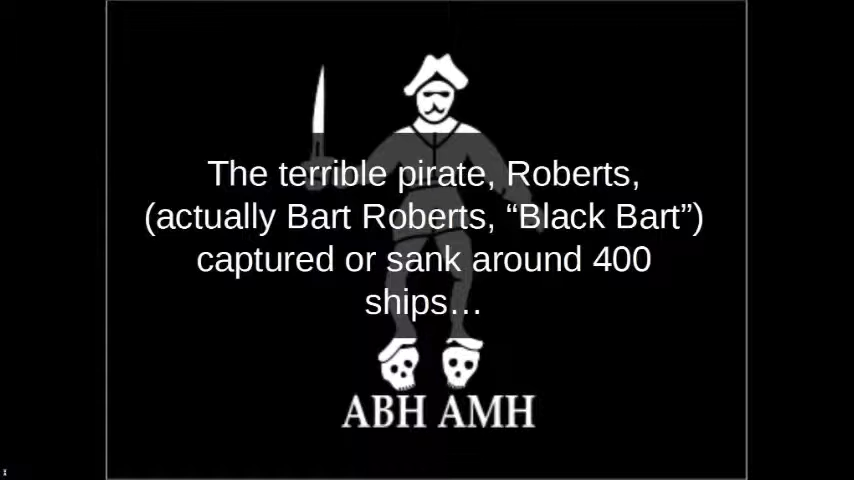 The terrible pirate, Roberts,
(actually Bart Roberts, “Black Bart”)
captured or sank around 400
ships…
ABH AMH